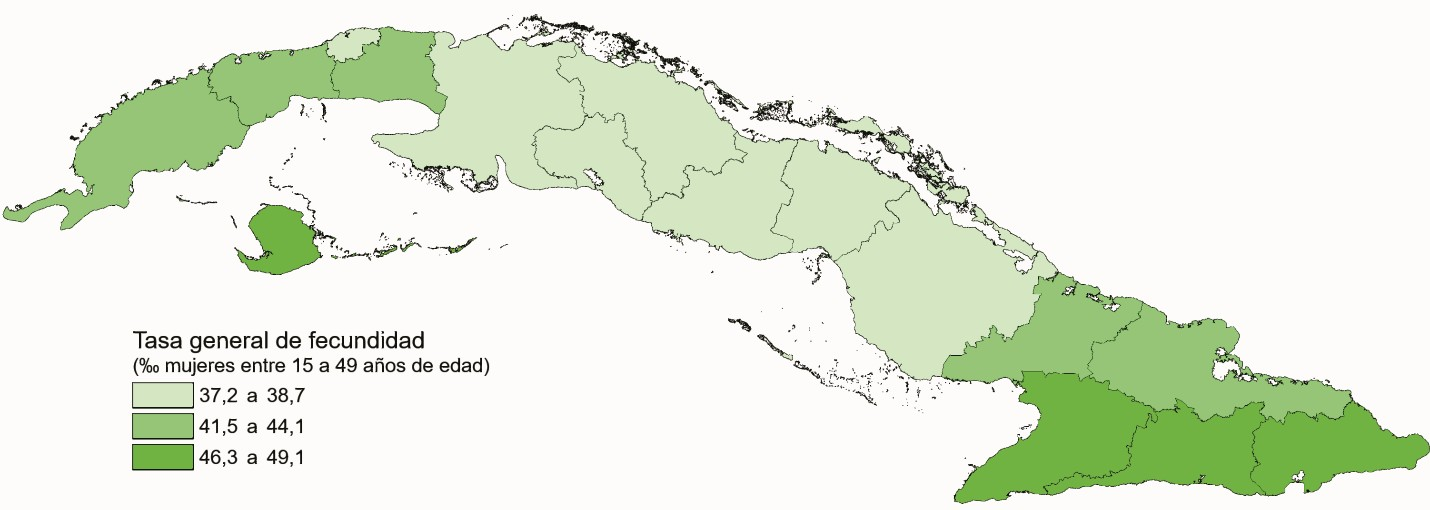 Tasa general de fecundidad
(‰ mujeres entre 15 a 49 años de edad)
37,2 a 38,7
41,5 a 44,1
46,3 a 49,1